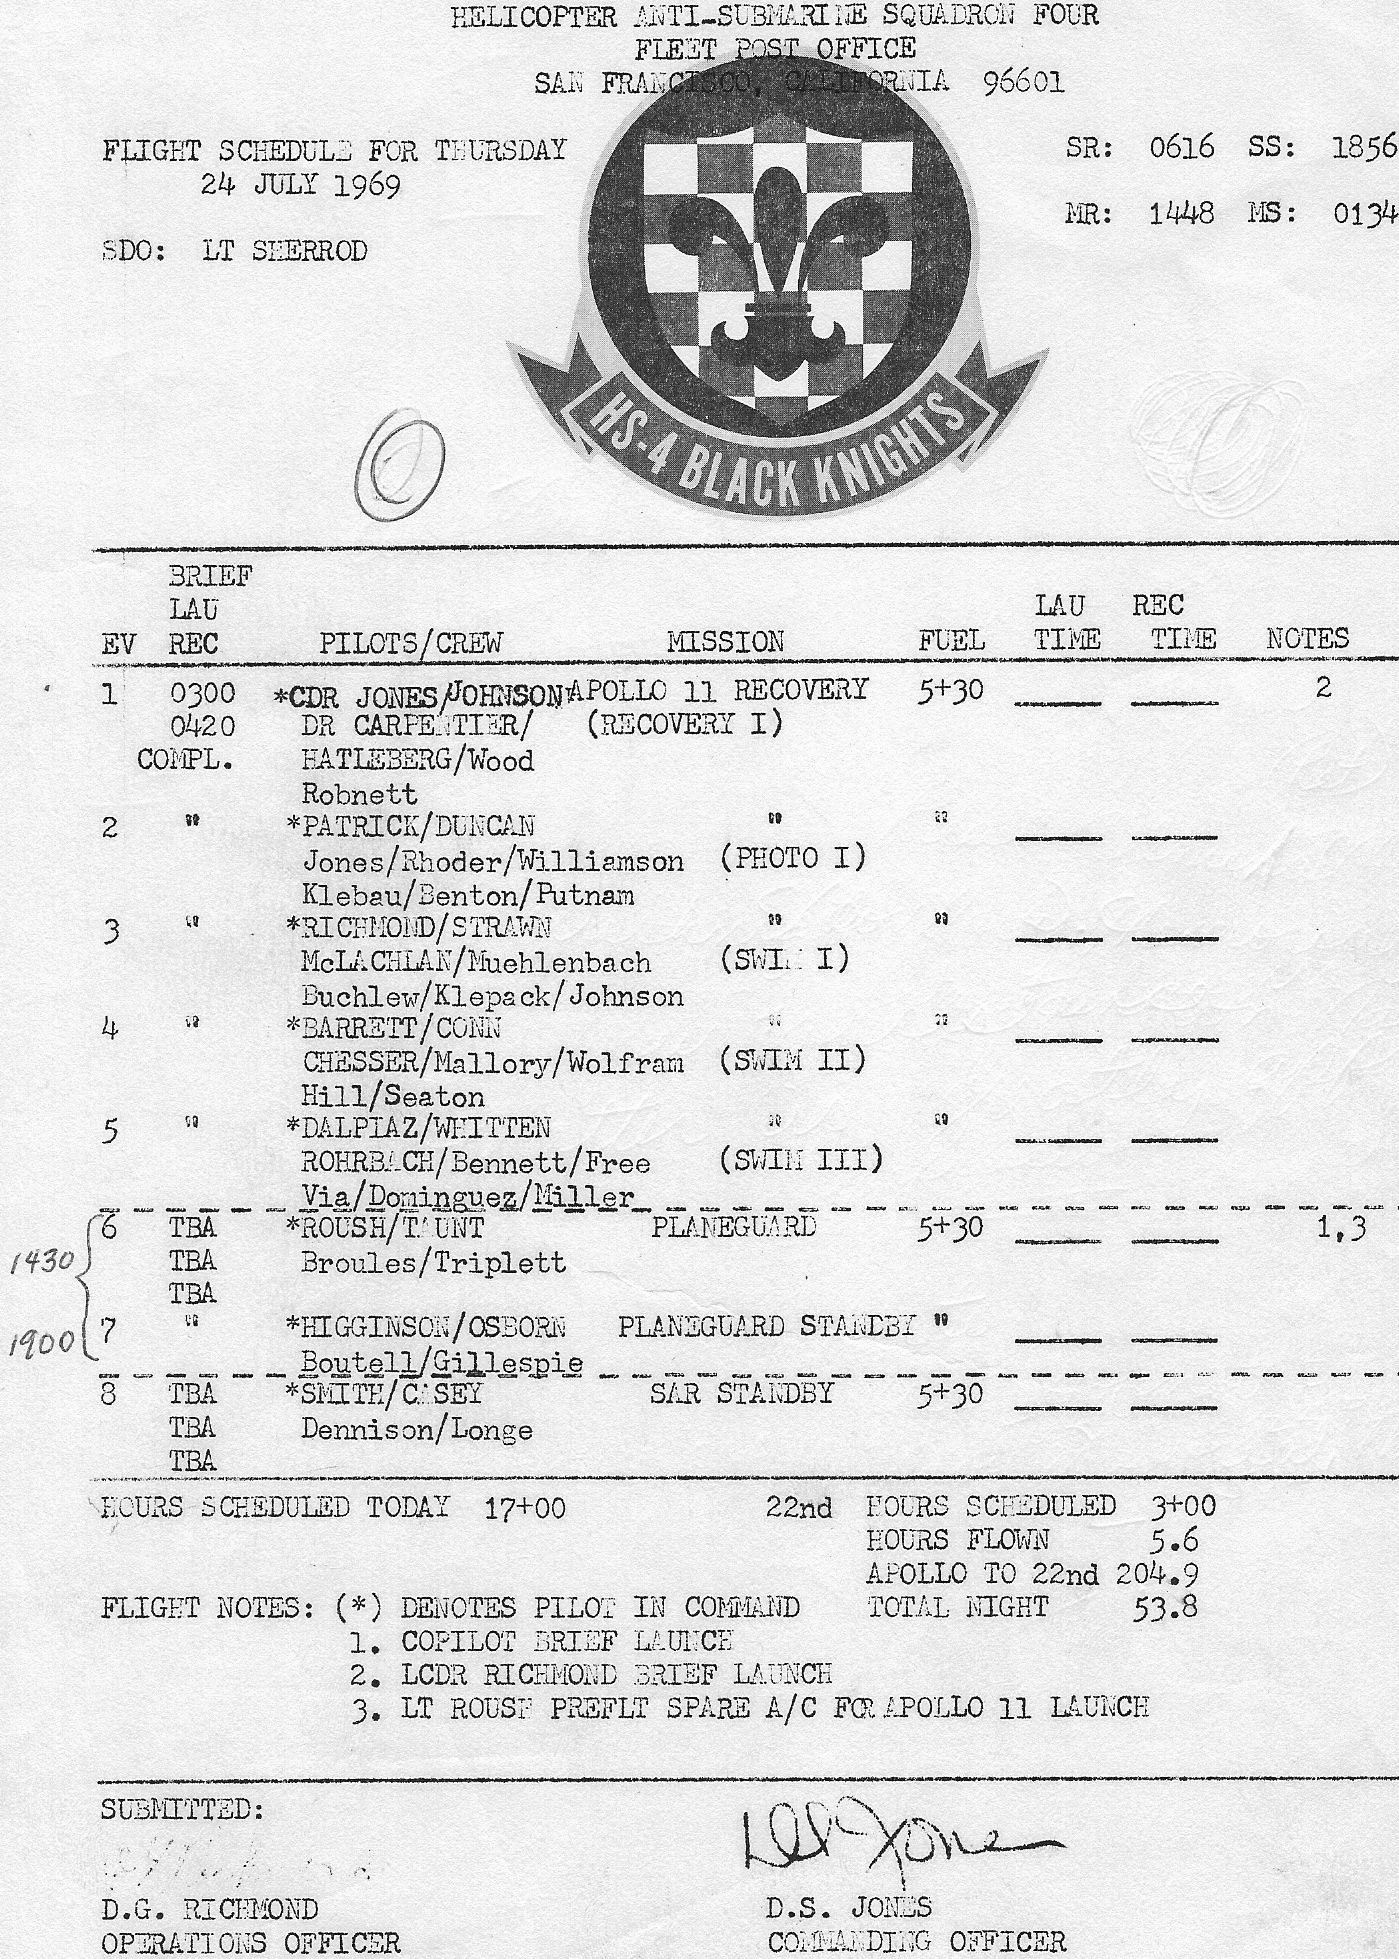 HELICOPTER ANTI-SUBMARINE SQUADRON FOUR
FLEET POST OFFICE
SAN FRANCISCO, CALIFORNIA 96601
FLIGHT SCHEDULE FOR THURSDAY
24 JULY 1969
SR: 0616 SS: 1856
MR: 1448 MS: 0134
SDO: LT SHERROD
HS-4 BLACK KNIGHTS
BRIEF
LAU LAU REC
EV REC PILOTS/CREW MISSION FUEL TIME TIME NOTES
1 0300 *CDR JONES/JOHNSON APOLLO 11 RECOVERY 5+30 2
0420 DR CARPENTIER/ (RECOVERY I)
COMPL. HATLEBERG/Wood
Robnett
2 " *PATRICK/DUNCAN " "
Jones/Rhoder/Williamson (PHOTO I)
Klebau/Benton/Putnam
3 " *RICHMOND/STRAWN " "
McLACHLAN/Muehlenbach (SWIM I)
Buchlew/Klepack/Johnson
4 " *BARRETT/CONN " "
CHESSER/Mallory/Wolfram (SWIM II)
Hill/Seaton
5 " *DALPIAZ/WHITTEN " "
ROHRBACH/Bennett/Free (SWIM III)
Via/Dominguez/Miller
6 TBA *ROUSH/TAUNT PLANEGUARD 5+30 1,3
1430 TBA Broules/Triplett
TBA
1900 7 " *HIGGINSON/OSBORN PLANEGUARD STANDBY "
Boutell/Gillespie
8 TBA *SMITH/CASEY SAR STANDBY 5+30
TBA Dennison/Longe
TBA
HOURS SCHEDULED TODAY 17+00 22nd HOURS SCHEDULED 3+00
HOURS FLOWN 5.6
APOLLO TO 22nd 204.9
FLIGHT NOTES: (*) DENOTES PILOT IN COMMAND TOTAL NIGHT 53.8
1. COPILOT BRIEF LAUNCH
2. LCDR RICHMOND BRIEF LAUNCH
3. LT ROUSH PREFLT SPARE A/C FOR APOLLO 11 LAUNCH
SUBMITTED:
D.G. RICHMOND
OPERATIONS OFFICER
D S Jones
D.S. JONES
COMMANDING OFFICER